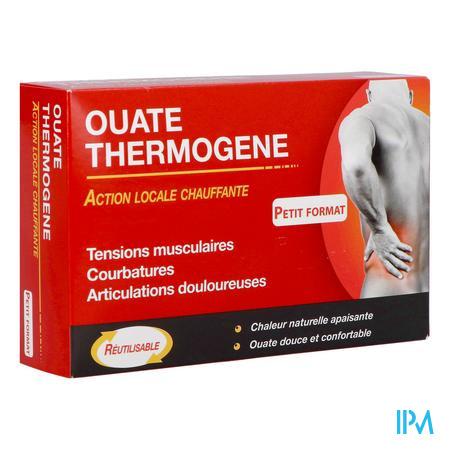 OUATE
THERMOGENE
ACTION LOCALE CHAUFFANTE
PETIT FORMAT
Tensions musculaires
Courbatures
Articulations douloureuses
RÉUTILISABLE
Chaleur naturelle apaisante
Ouate douce et confortable
OUATE
THERMOGENE
ACTION LOCALE CHAUFFANTE
PETIT FORMAT
IPM